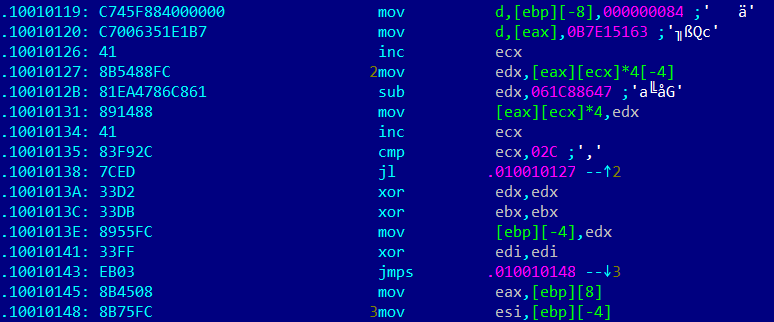 .10010119: C745F884000000 mov d,[ebp][-8],000000084 ;'   ä'
.10010120: C7006351E1B7 mov d,[eax],0B7E15163 ;'╖ßQc'
.10010126: 41 inc ecx
.10010127: 8B5488FC 2mov edx,[eax][ecx]*4[-4]
.1001012B: 81EA4786C861 sub edx,061C88647 ;'a╚åG'
.10010131: 891488 mov [eax][ecx]*4,edx
.10010134: 41 inc ecx
.10010135: 83F92C cmp ecx,02C ;','
.10010138: 7CED jl .010010127 --↑2
.1001013A: 33D2 xor edx,edx
.1001013C: 33DB xor ebx,ebx
.1001013E: 8955FC mov [ebp][-4],edx
.10010141: 33FF xor edi,edi
.10010143: EB03 jmps .010010148 --↓3
.10010145: 8B4508 mov eax,[ebp][8]
.10010148: 8B75FC 3mov esi,[ebp][-4]